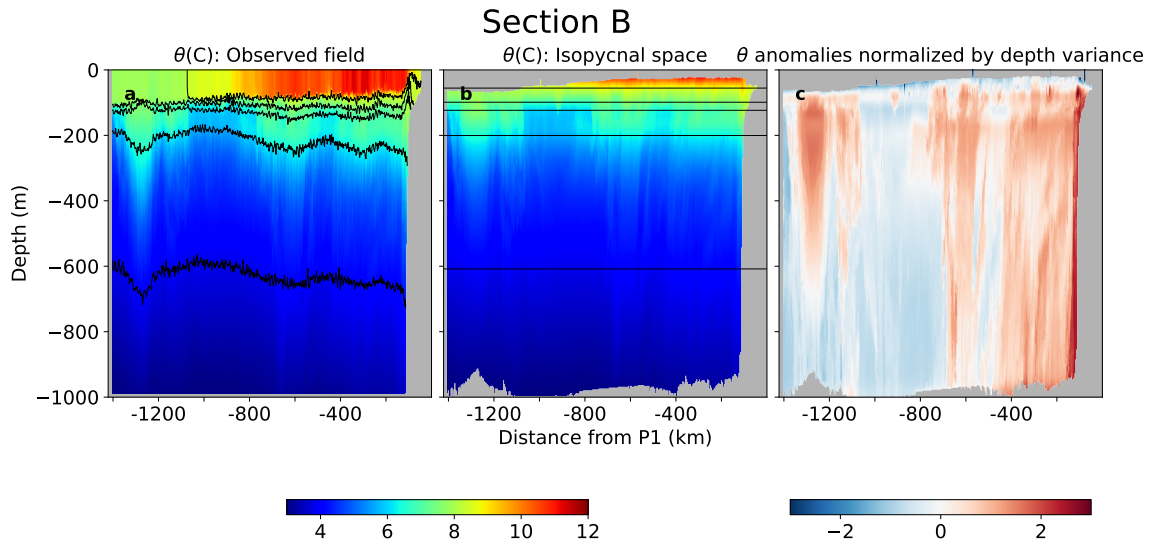 Section B
θ(C): Observed field
θ(C): Isopycnal space
θ anomalies normalized by depth variance
Depth (m)
0
−200
−400
−600
−800
−1000
a
b
c
-1200
-800
-400
-1200
-800
-400
-1200
-800
-400
Distance from P1 (km)
4
6
8
10
12
−2
0
2